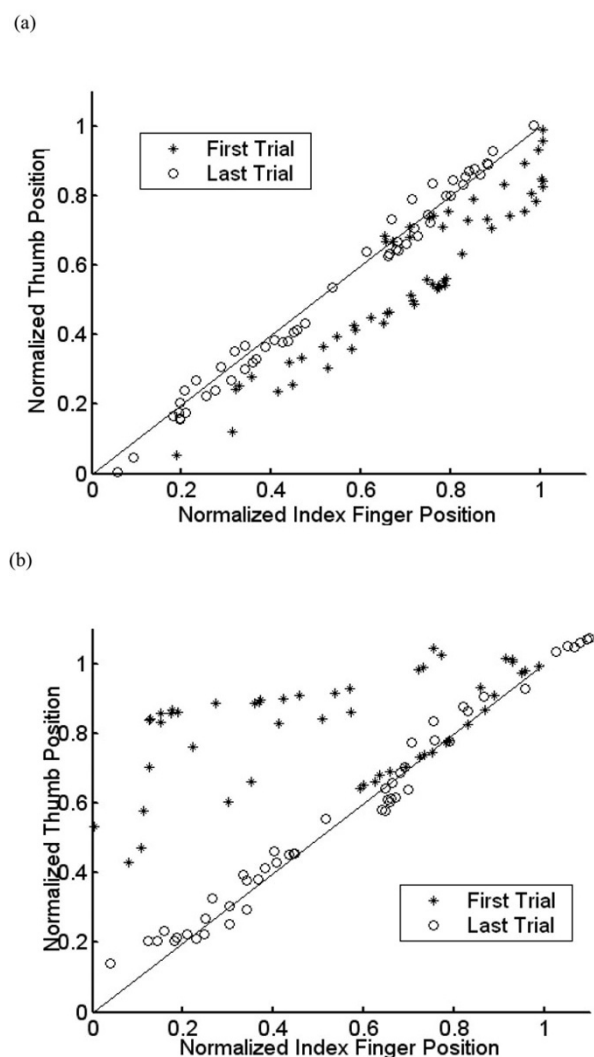 (a)
Normalized Thumb Position
1
0.8
0.6
0.4
0.2
0
First Trial
Last Trial
0 0.2 0.4 0.6 0.8 1
Normalized Index Finger Position
(b)
Normalized Thumb Position
1
0.8
0.6
0.4
0.2
0
First Trial
Last Trial
0 0.2 0.4 0.6 0.8 1
Normalized Index Finger Position